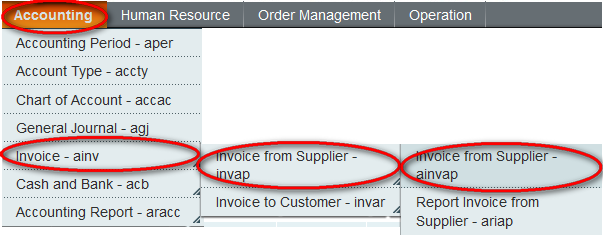 Accounting Human Resource Order Management Operation
Accounting Period - aper
Account Type - accty
Chart of Account - accac
General Journal - agj
Invoice - ainv
Cash and Bank - acb
Accounting Report - aracc
Invoice from Supplier -
invap
Invoice to Customer - invar
Invoice from Supplier -
ainvap
Report Invoice from
Supplier - ariap